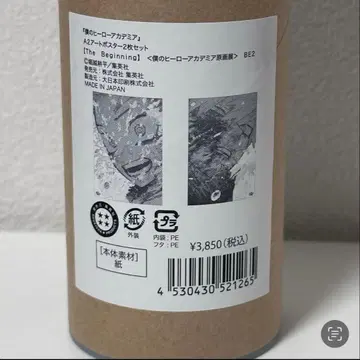 『僕のヒーローアカデミア』
A2アートポスター2枚セット
【The Beginning】 <僕のヒーローアカデミア原画展> BE2
©堀越耕平/集英社
発売元:株式会社 集英社
製造元:大日本印刷株式会社
MADE IN JAPAN
紙
外装
プラ
内袋:PE
フタ:PE
¥3,850(税込)
【本体素材】
紙
4 530430 521265